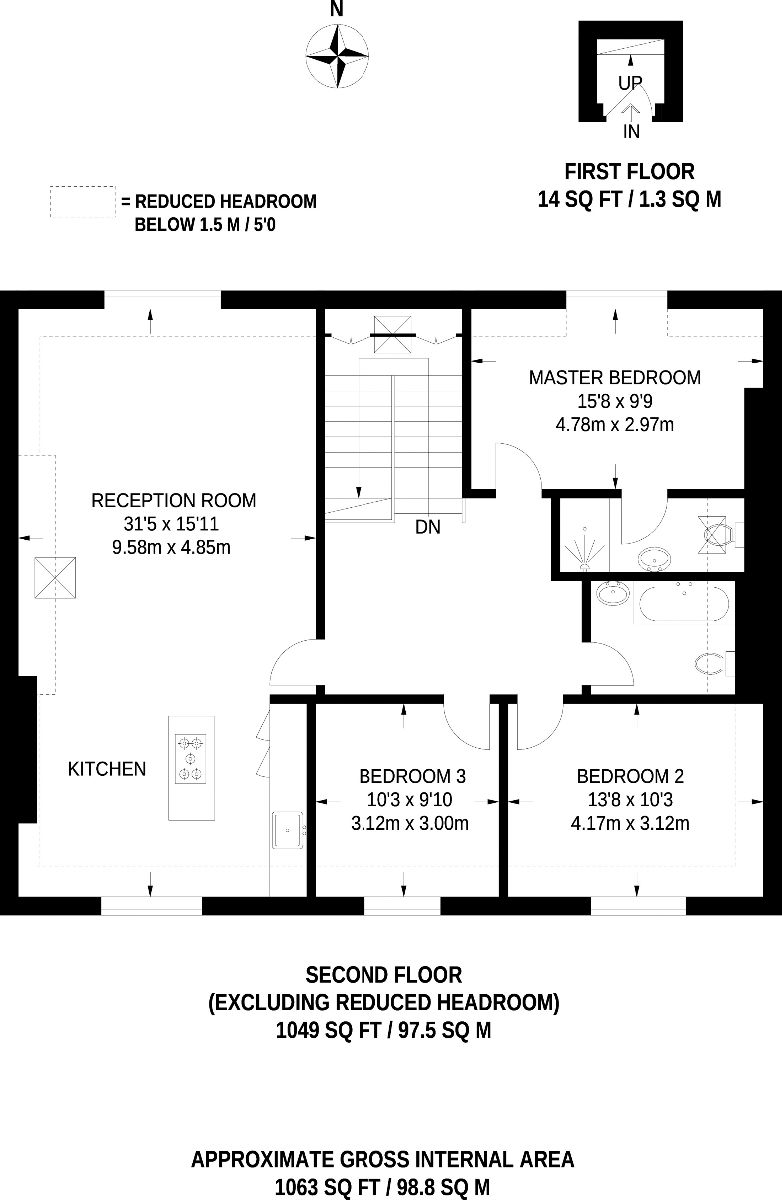 N
UP
IN
FIRST FLOOR
14 SQ FT / 1.3 SQ M
= REDUCED HEADROOM
BELOW 1.5 M / 5'0
MASTER BEDROOM
15'8 x 9'9
4.78m x 2.97m
RECEPTION ROOM
31'5 x 15'11
9.58m x 4.85m
DN
KITCHEN
BEDROOM 3
10'3 x 9'10
3.12m x 3.00m
BEDROOM 2
13'8 x 10'3
4.17m x 3.12m
SECOND FLOOR
(EXCLUDING REDUCED HEADROOM)
1049 SQ FT / 97.5 SQ M
APPROXIMATE GROSS INTERNAL AREA
1063 SQ FT / 98.8 SQ M